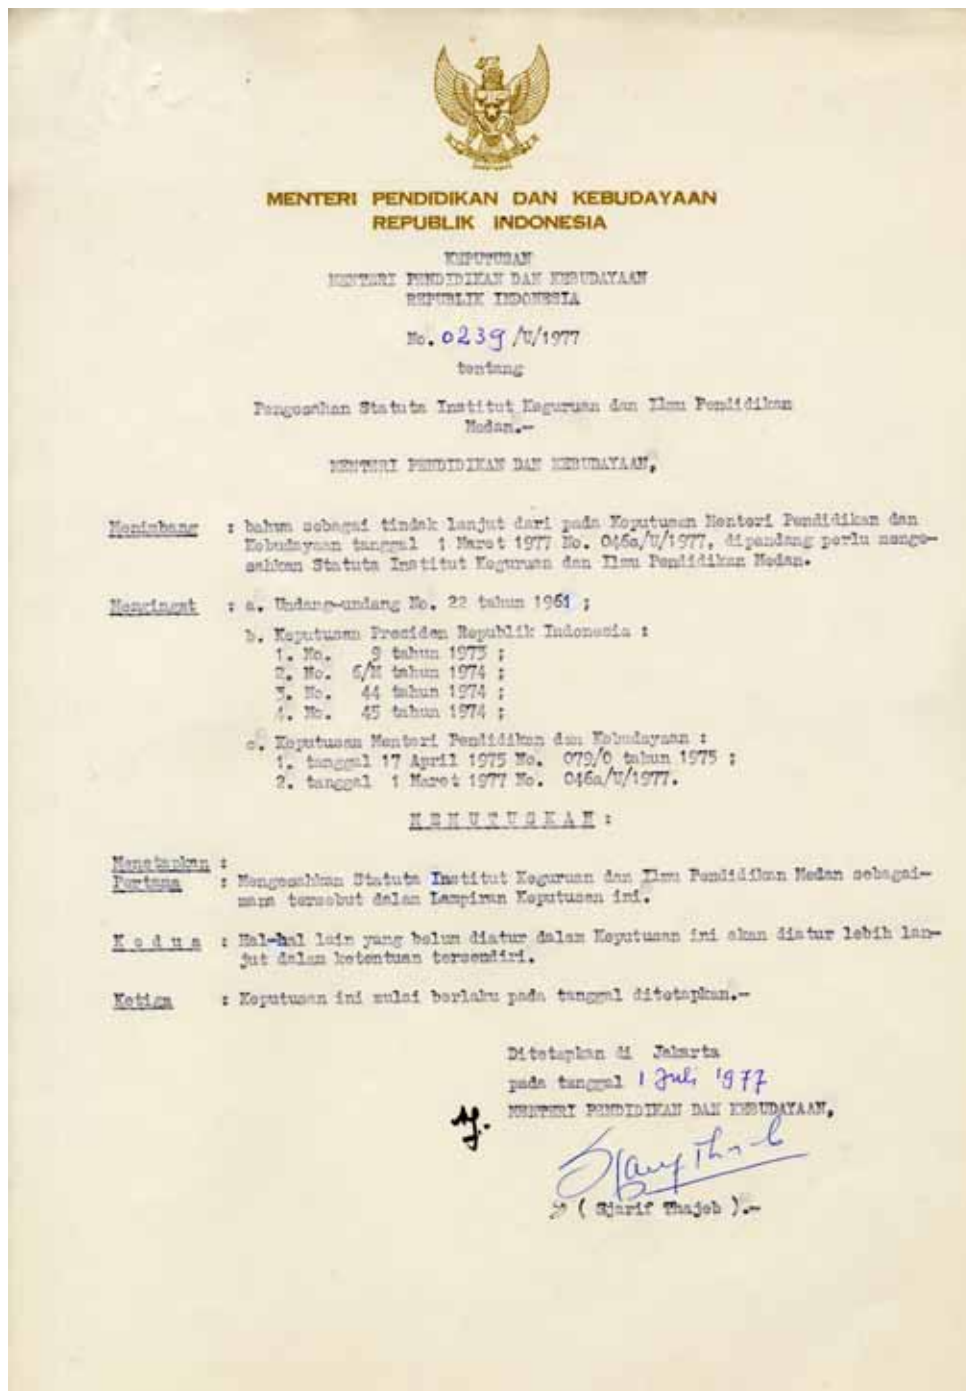 MENTERI PENDIDIKAN DAN KEBUDAYAAN
REPUBLIK INDONESIA
KEPUTUSAN
MENTERI PENDIDIKAN DAN KEBUDAYAAN
REPUBLIK INDONESIA
No. 0239 /U/1977
tentang
Pengesahan Statuta Institut Keguruan dan Ilmu Pendidikan
Medan.-
MENTERI PENDIDIKAN DAN KEBUDAYAAN,
Menimbang : bahwa sebagai tindak lanjut dari pada Keputusan Menteri Pendidikan dan
Kebudayaan tanggal 1 Maret 1977 No. 046a/U/1977, dipandang perlu menge-
sahkan Statuta Institut Keguruan dan Ilmu Pendidikan Medan.
Mengingat : a. Undang-undang No. 22 tahun 1961 ;
b. Keputusan Presiden Republik Indonesia :
1. No. 9 tahun 1973 ;
2. No. 6/M tahun 1974 ;
3. No. 44 tahun 1974 ;
4. No. 45 tahun 1974 ;
c. Keputusan Menteri Pendidikan dan Kebudayaan :
1. tanggal 17 April 1975 No. 079/O tahun 1975 ;
2. tanggal 1 Maret 1977 No. 046a/U/1977.
M E M U T U S K A N :
Menetapkan :
Pertama : Mengesahkan Statuta Institut Keguruan dan Ilmu Pendidikan Medan sebagai-
mana tersebut dalam Lampiran Keputusan ini.
K e d u a : Hal-hal lain yang belum diatur dalam Keputusan ini akan diatur lebih lan-
jut dalam ketentuan tersendiri.
Ketiga : Keputusan ini mulai berlaku pada tanggal ditetapkan.-
Ditetapkan di Jakarta
pada tanggal 1 Juli 1977
MENTERI PENDIDIKAN DAN KEBUDAYAAN,
( Sjarif Thajeb ).-